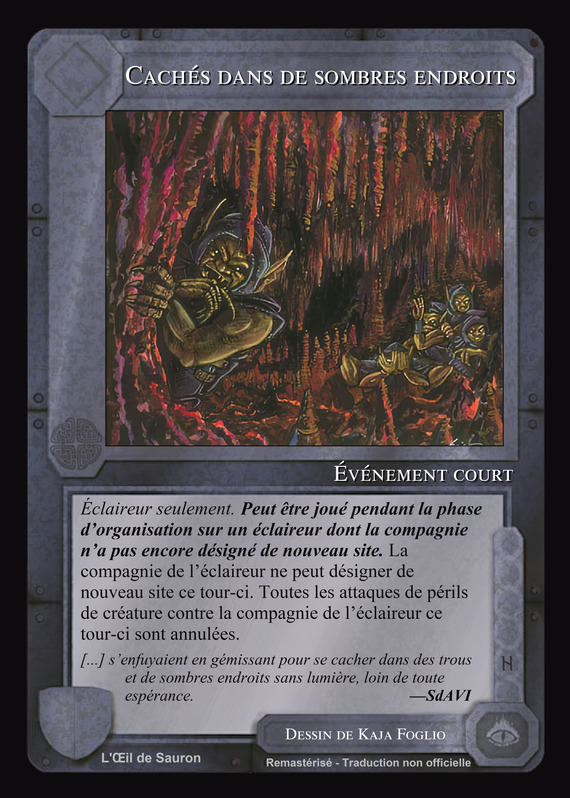 Cachés dans de sombres endroits
Événement court
Éclaireur seulement. Peut être joué pendant la phase
d'organisation sur un éclaireur dont la compagnie
n'a pas encore désigné de nouveau site. La
compagnie de l'éclaireur ne peut désigner de
nouveau site ce tour-ci. Toutes les attaques de périls
de créature contre la compagnie de l'éclaireur ce
tour-ci sont annulées.
[...] s'enfuyaient en gémissant pour se cacher dans des trous
et de sombres endroits sans lumière, loin de toute
espérance. —SdAVI
Dessin de Kaja Foglio
L'Œil de Sauron
Remastérisé - Traduction non officielle